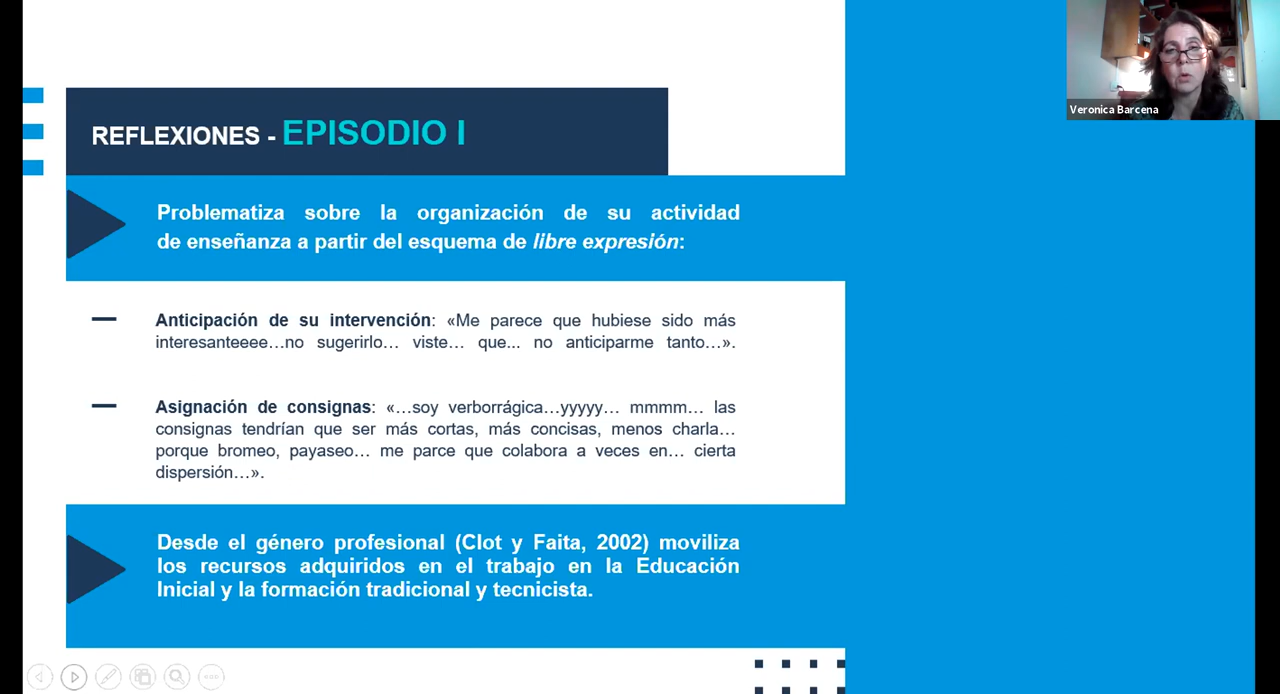 Veronica Barcena
REFLEXIONES - EPISODIO I
Problematiza sobre la organización de su actividad
de enseñanza a partir del esquema de libre expresión:
Anticipación de su intervención: «Me parece que hubiese sido más
interesanteeee…no sugerirlo… viste… que... no anticiparme tanto…».
Asignación de consignas: «…soy verborrágica…yyyyy… mmmm… las
consignas tendrían que ser más cortas, más concisas, menos charla…
porque bromeo, payaseo… me parce que colabora a veces en… cierta
dispersión…».
Desde el género profesional (Clot y Faita, 2002) moviliza
los recursos adquiridos en el trabajo en la Educación
Inicial y la formación tradicional y tecnicista.